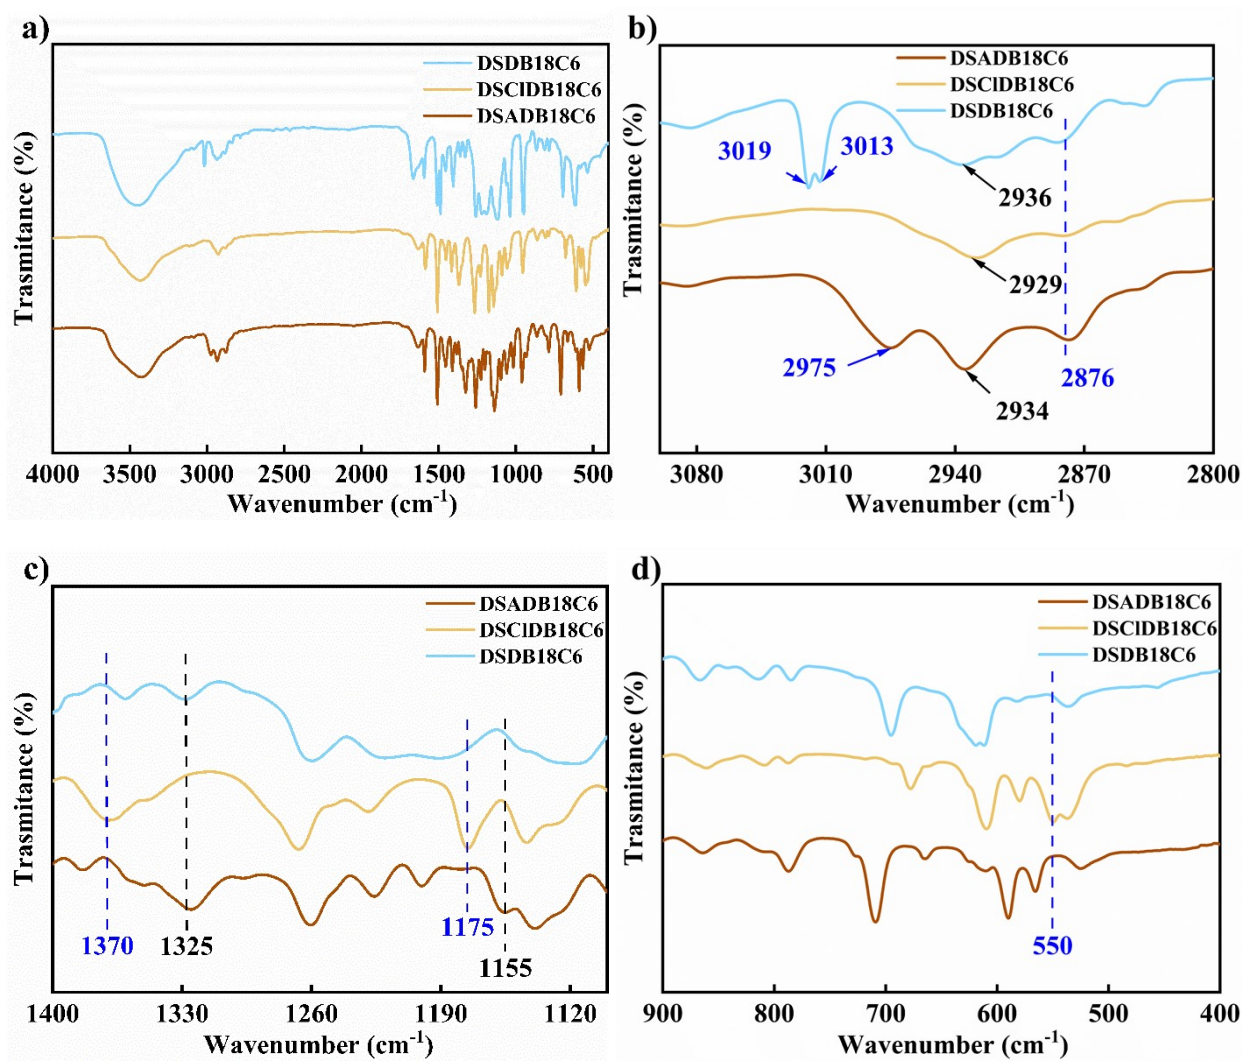 a)
DSDB18C6
DSClDB18C6
DSADB18C6
Trasmitance (%)
4000 3500 3000 2500 2000 1500 1000 500
Wavenumber (cm-1)
b)
DSADB18C6
DSClDB18C6
DSDB18C6
3019
3013
2936
2929
2975
2876
2934
Trasmitance (%)
3080 3010 2940 2870 2800
Wavenumber (cm-1)
c)
DSADB18C6
DSClDB18C6
DSDB18C6
1370
1325
1175
1155
Trasmitance (%)
1400 1330 1260 1190 1120
Wavenumber (cm-1)
d)
DSADB18C6
DSClDB18C6
DSDB18C6
550
Trasmitance (%)
900 800 700 600 500 400
Wavenumber (cm-1)